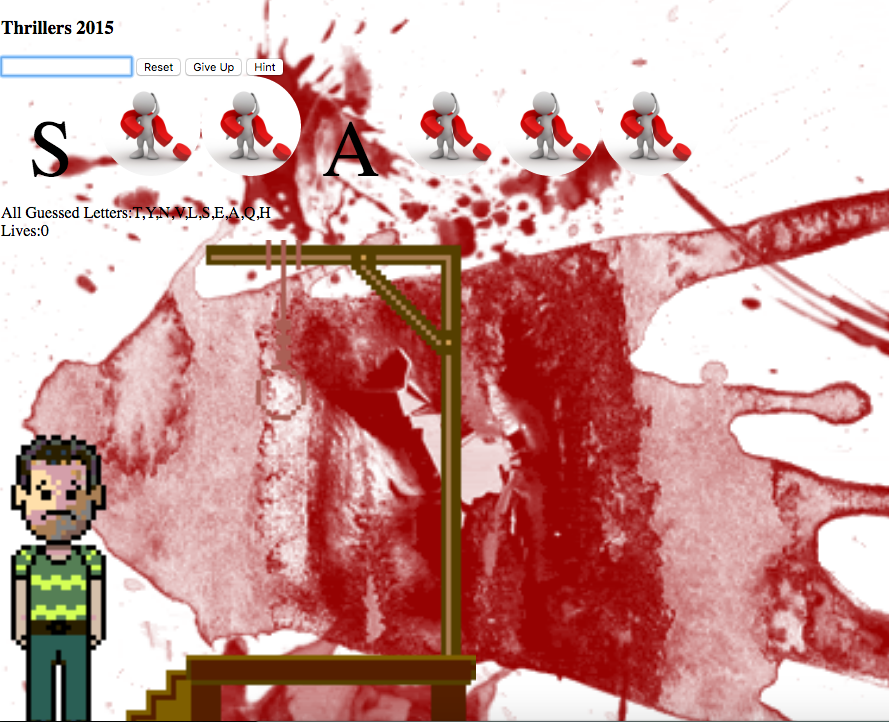 Thrillers 2015
Reset Give Up Hint
S A
All Guessed Letters:T,Y,N,V,L,S,E,A,Q,H
Lives:0